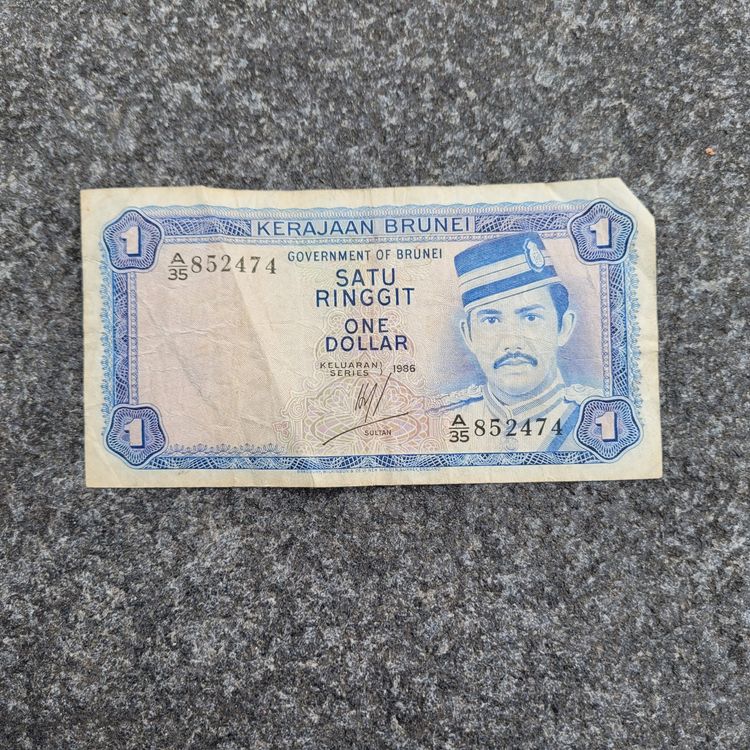 KERAJAAN BRUNEI
1
1
A/35 852474
GOVERNMENT OF BRUNEI
SATU
RINGGIT
ONE
DOLLAR
KELUARAN
SERIES
1986
SULTAN
A/35 852474
1
1